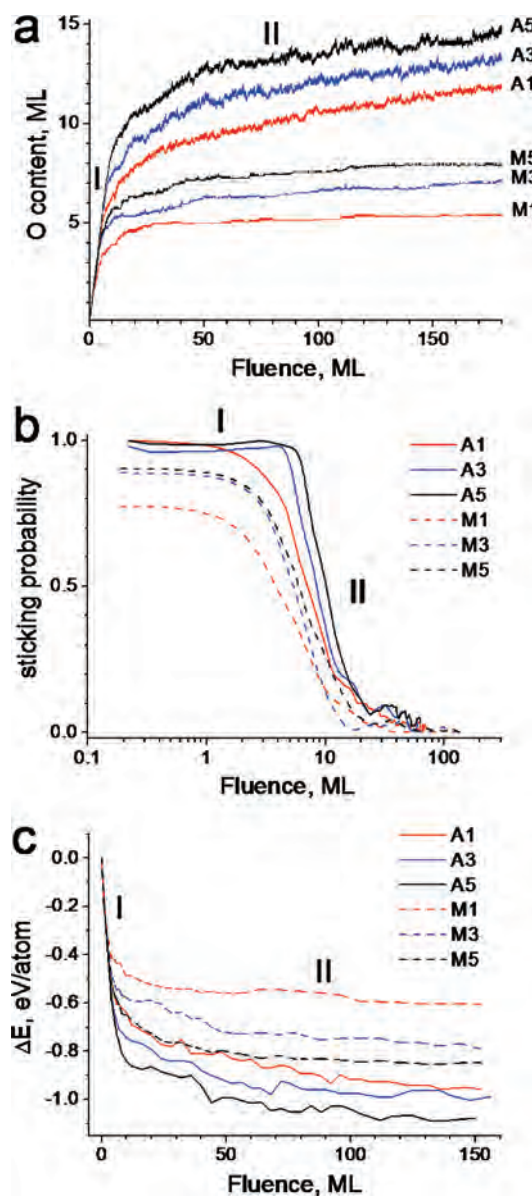 a
15
10
5
O content, ML
I
II
A5
A3
A1
M5
M3
M1
0
50
100
150
Fluence, ML
b
1.0
0.5
0.0
sticking probability
I
II
A1
A3
A5
M1
M3
M5
0.1
1
10
100
Fluence, ML
c
0.0
-0.2
-0.4
-0.6
-0.8
-1.0
ΔE, eV/atom
I
II
A1
A3
A5
M1
M3
M5
0
50
100
150
Fluence, ML